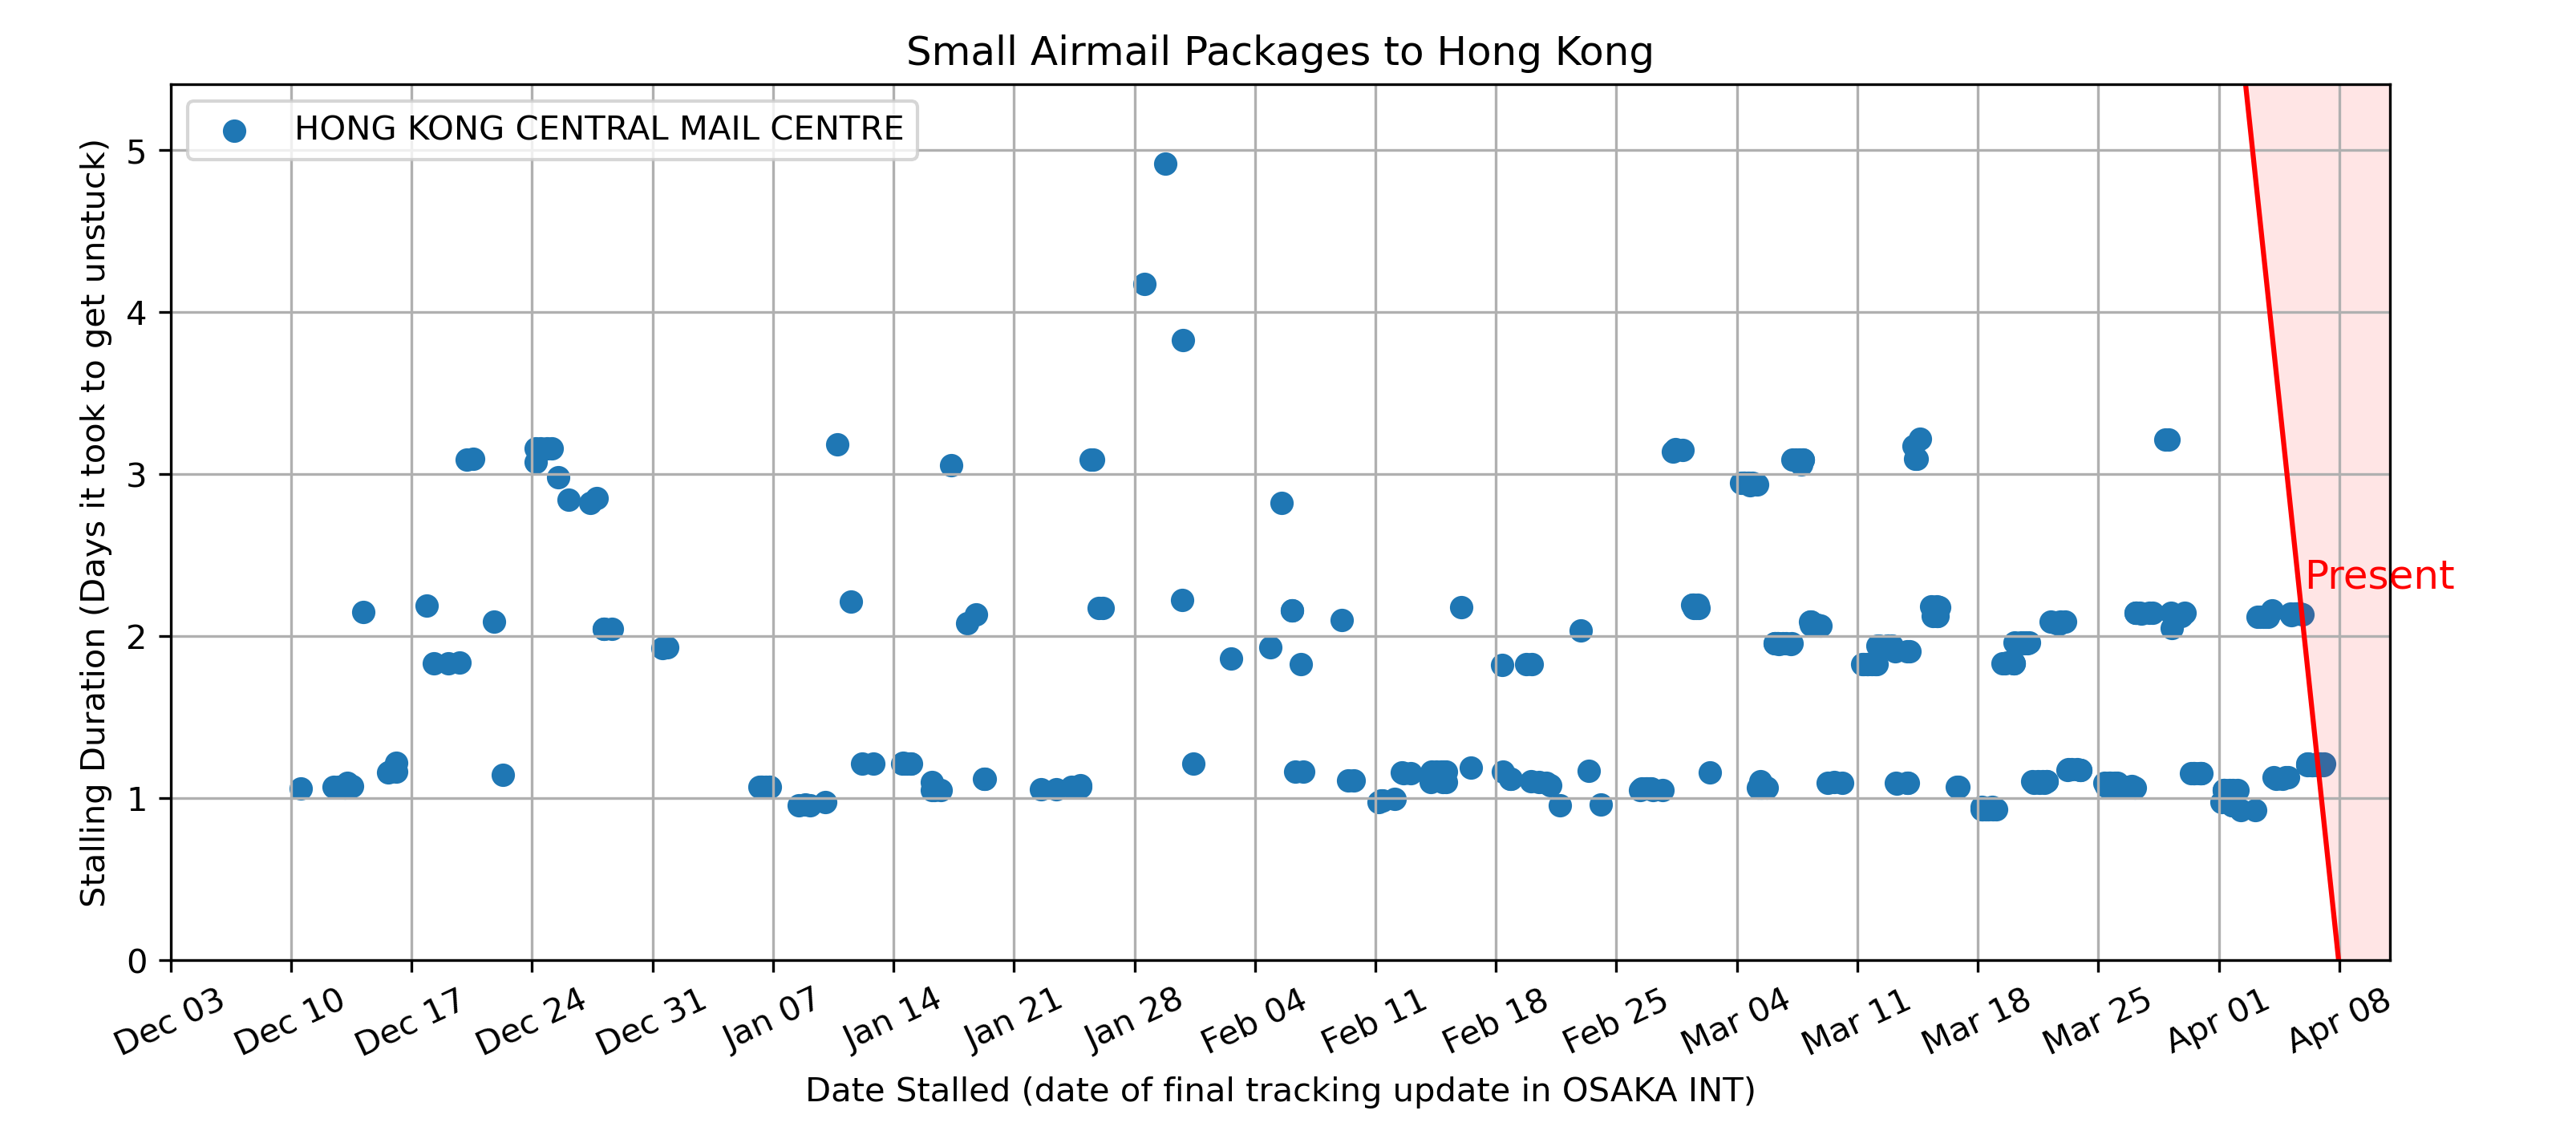 Small Airmail Packages to Hong Kong
HONG KONG CENTRAL MAIL CENTRE
Stalling Duration (Days it took to get unstuck)
5
4
3
2
1
0
Present
Dec 03
Dec 10
Dec 17
Dec 24
Dec 31
Jan 07
Jan 14
Jan 21
Jan 28
Feb 04
Feb 11
Feb 18
Feb 25
Mar 04
Mar 11
Mar 18
Mar 25
Apr 01
Apr 08
Date Stalled (date of final tracking update in OSAKA INT)